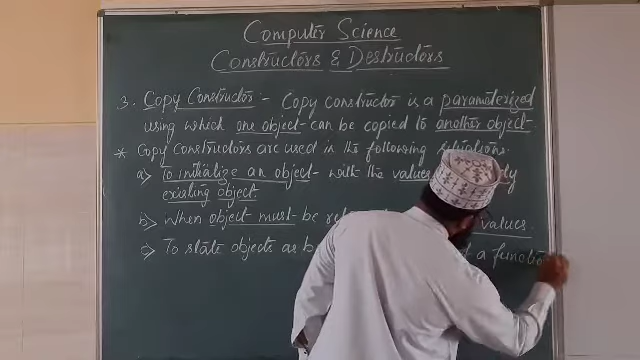 Computer Science
Constructors & Destructors
3. Copy Constructor :- Copy constructor is a parameterized
using which one object can be copied to another object.
* Copy Constructors are used in the following situations.
a) To initialize an object with the values
existing object.
b) When object must be values.
c) To state objects as a function